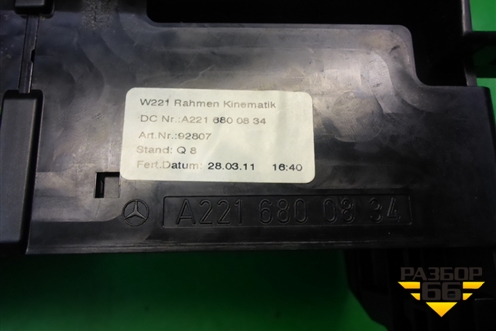 W221 Rahmen Kinematik
DC Nr.:A221 680 08 34
Art.Nr.:92807
Stand: Q 8
Fert.Datum: 28.03.11 16:40
A221 680 08 34
РАЗБОР
66